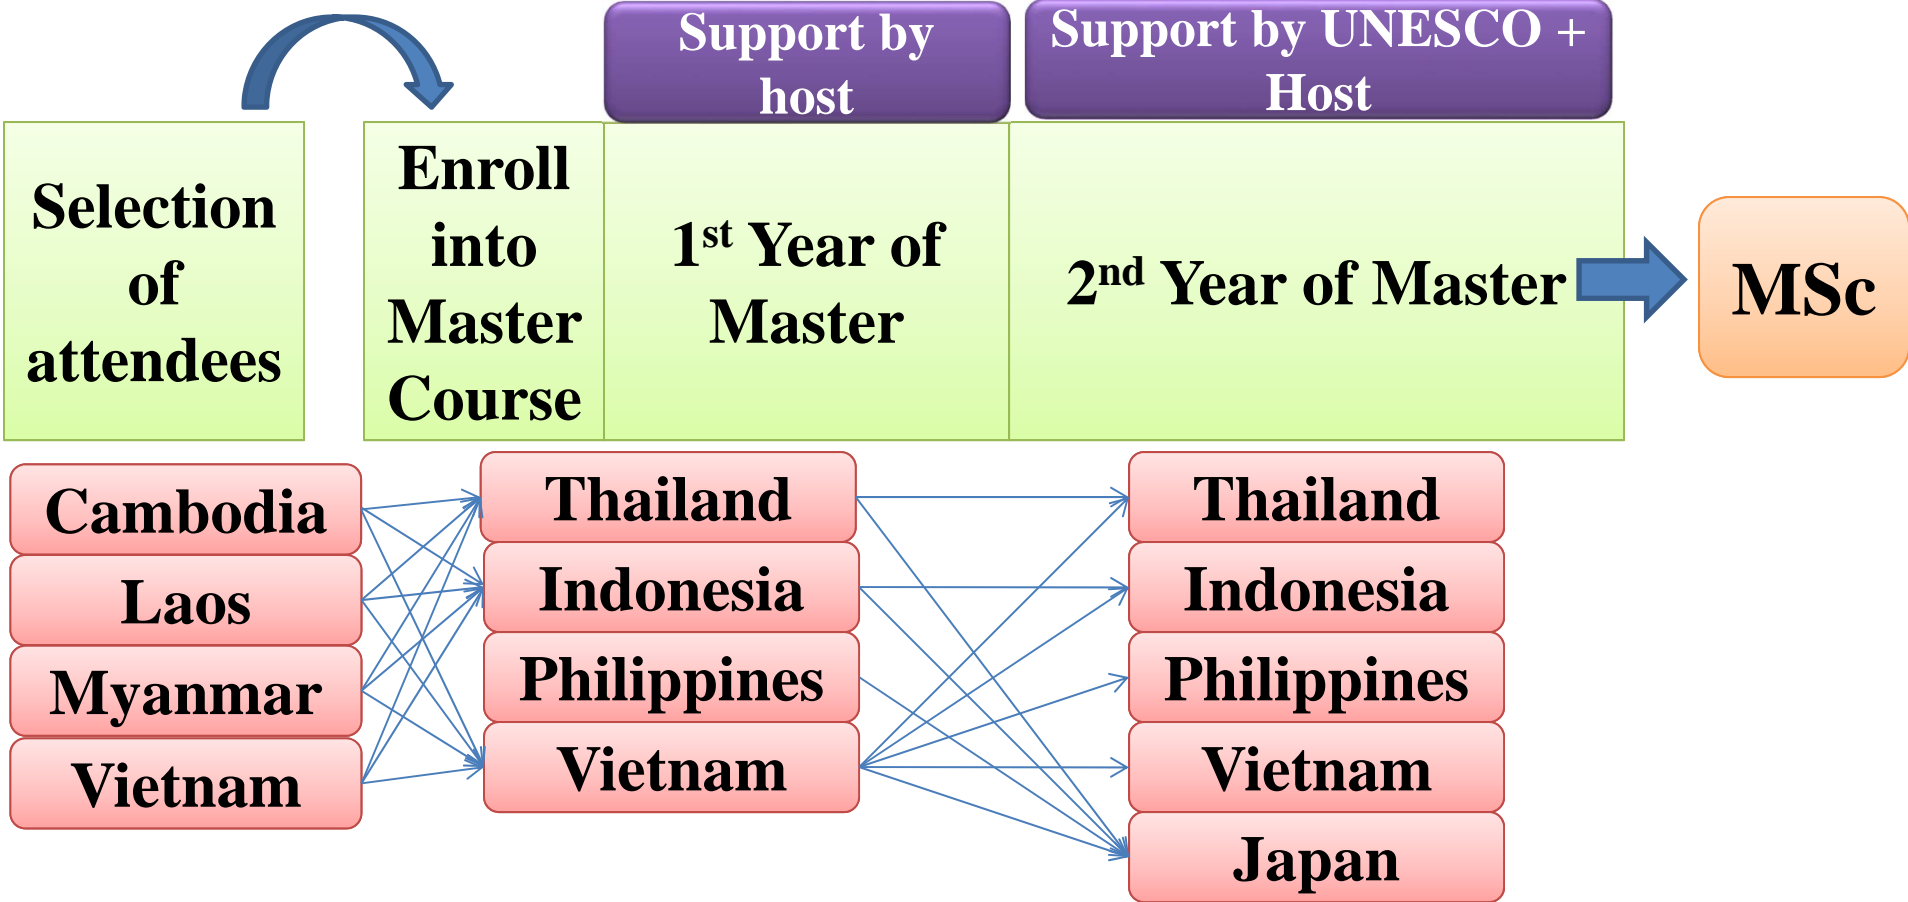 Support by
host
Support by UNESCO +
Host
Selection
of
attendees
Enroll
into
Master
Course
1st Year of
Master
2nd Year of Master
MSc
Cambodia
Laos
Myanmar
Vietnam
Thailand
Indonesia
Philippines
Vietnam
Thailand
Indonesia
Philippines
Vietnam
Japan